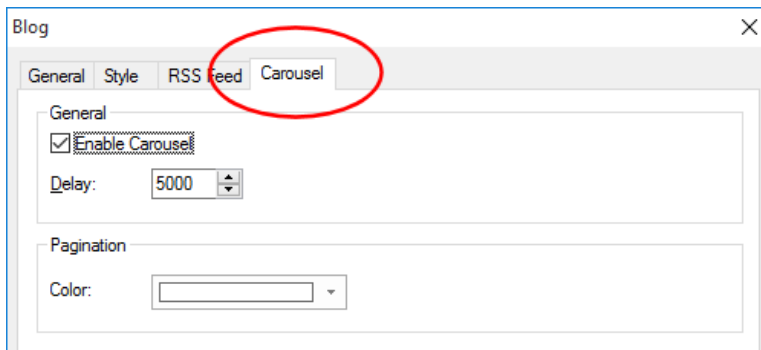 Blog
General Style RSS Feed Carousel
General
Enable Carousel
Delay: 5000
Pagination
Color: